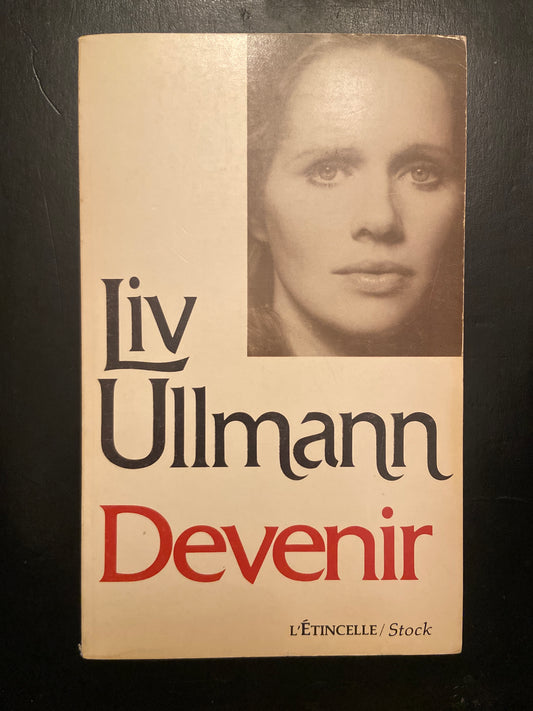 Liv
Ullmann
Devenir
L'ÉTINCELLE / Stock